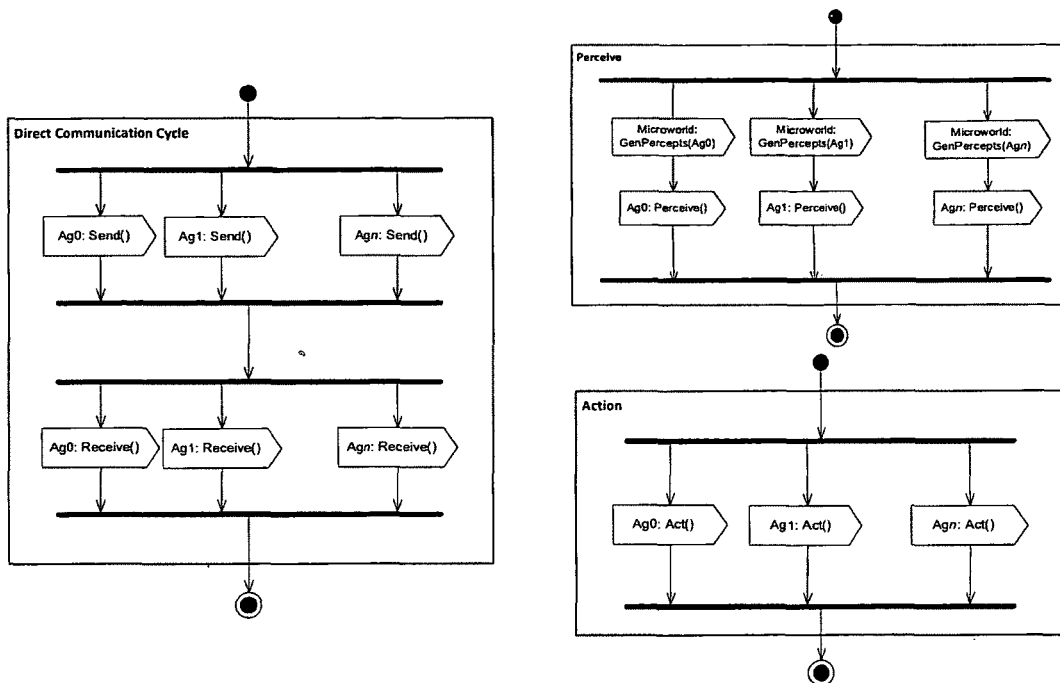 Direct Communication Cycle
Ag0: Send()
Ag1: Send()
Agn: Send()
Ag0: Receive()
Ag1: Receive()
Agn: Receive()
Perceive
Microworld:
GenPercepts(Ag0)
Microworld:
GenPercepts(Ag1)
Microworld:
GenPercepts(Agn)
Ag0: Perceive()
Ag1: Perceive()
Agn: Perceive()
Action
Ag0: Act()
Ag1: Act()
Agn: Act()